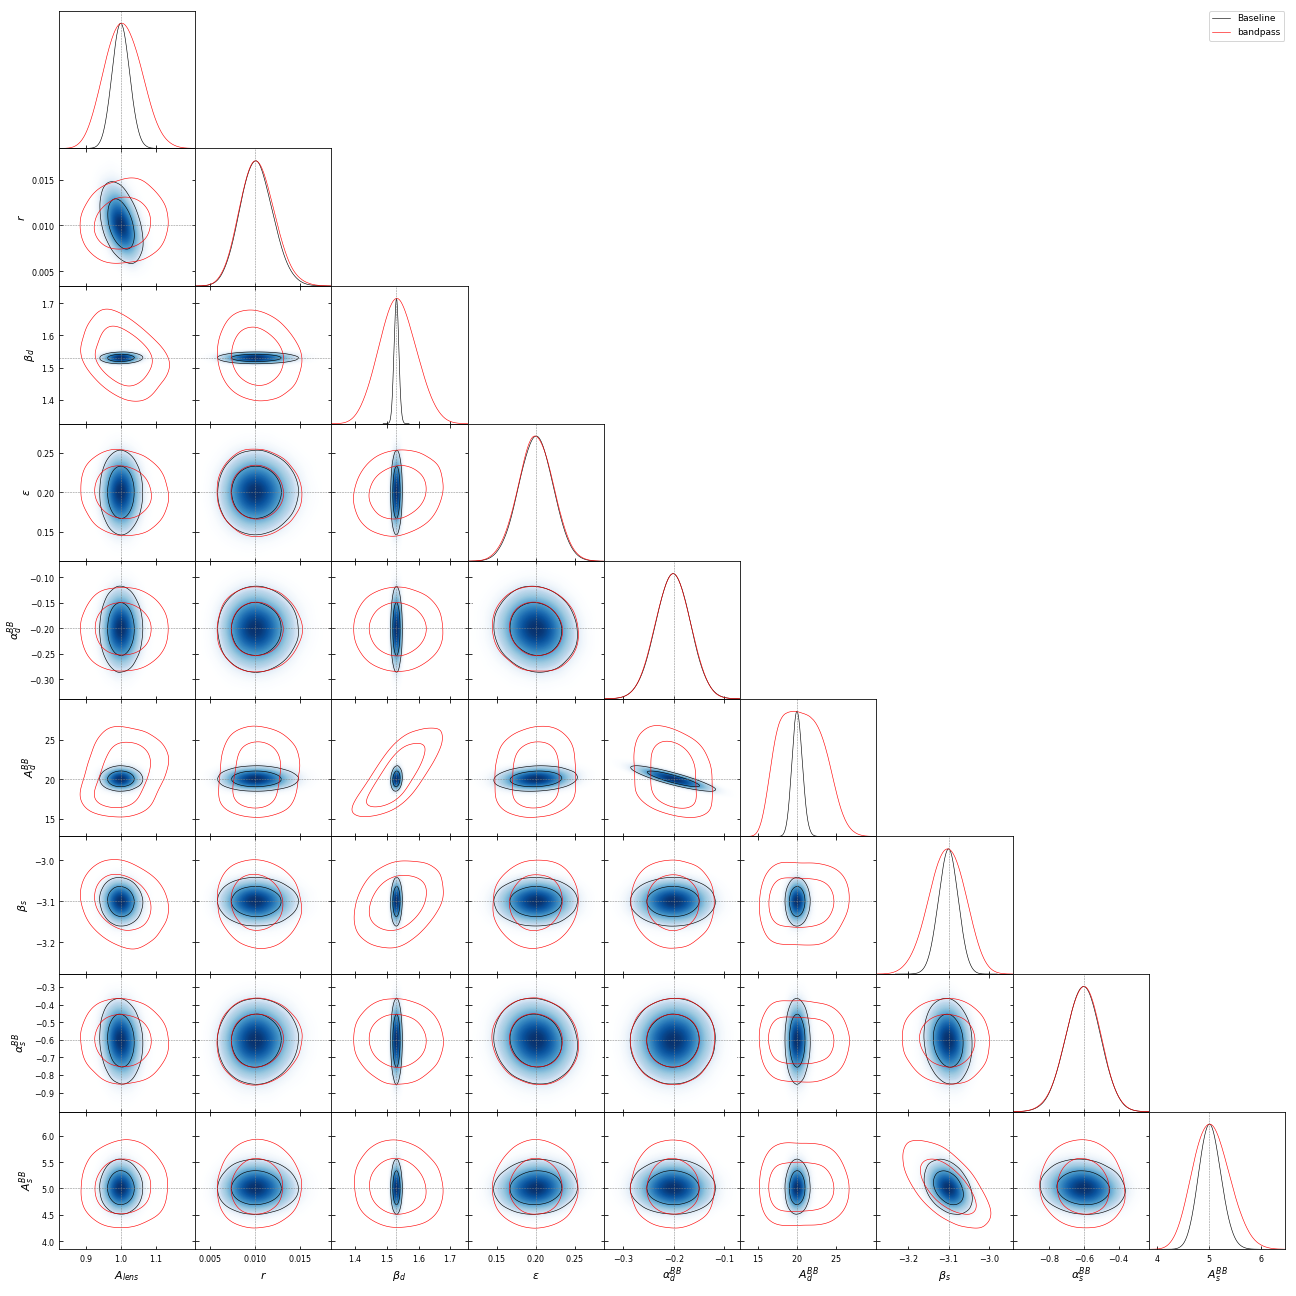 Baseline
bandpass
0.015
0.010
0.005
r
1.7
1.6
1.5
1.4
β_d
0.25
0.20
0.15
ε
−0.10
−0.15
−0.20
−0.25
−0.30
α_d^{BB}
25
20
15
A_d^{BB}
−3.0
−3.1
−3.2
β_s
−0.3
−0.4
−0.5
−0.6
−0.7
−0.8
−0.9
α_s^{BB}
6.0
5.5
5.0
4.5
4.0
A_s^{BB}
0.9 1.0 1.1
0.005 0.010 0.015
1.4 1.5 1.6 1.7
0.15 0.20 0.25
−0.3 −0.2 −0.1
15 20 25
−3.2 −3.1 −3.0
−0.8 −0.6 −0.4
4 5 6
A_{lens} r β_d ε α_d^{BB} A_d^{BB} β_s α_s^{BB} A_s^{BB}